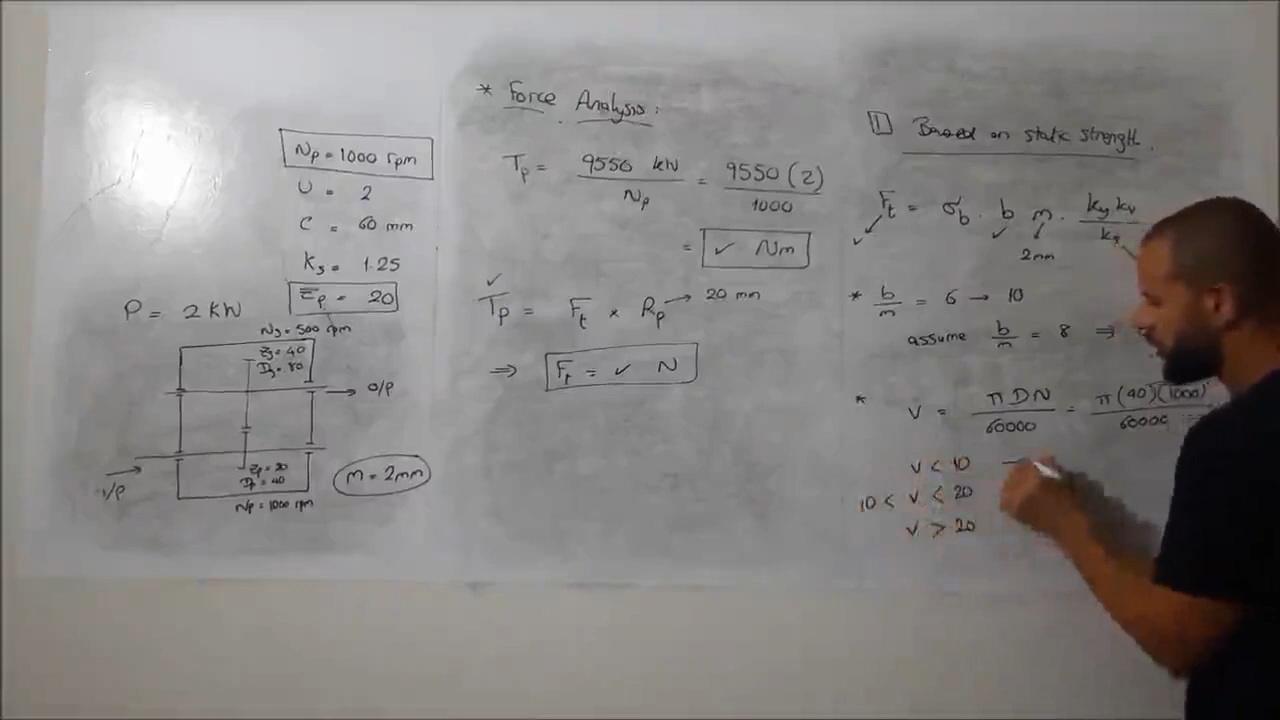 Np = 1000 rpm
U = 2
C = 60 mm
Ks = 1.25
Zp = 20
P = 2 KW
Ng = 500 rpm
Zg = 40
Dg = 80
O/P
I/P
Zp = 20
Dp = 40
Np = 1000 rpm
m = 2mm
* Force Analysis:
Tp = 9550 kW / Np = 9550 (2) / 1000
= ✓ Nm
✓
Tp = Ft × Rp → 20 mm
⇒ Ft = ✓ N
1 Based on static strength.
Ft = σb . b m . ky kv
✓ ✓ 2mm
* b/m = 6 → 10
assume b/m = 8 ⇒
* v = π D N / 60000 = π (40) (1000) / 60000
v < 10
10 < v < 20
v > 20